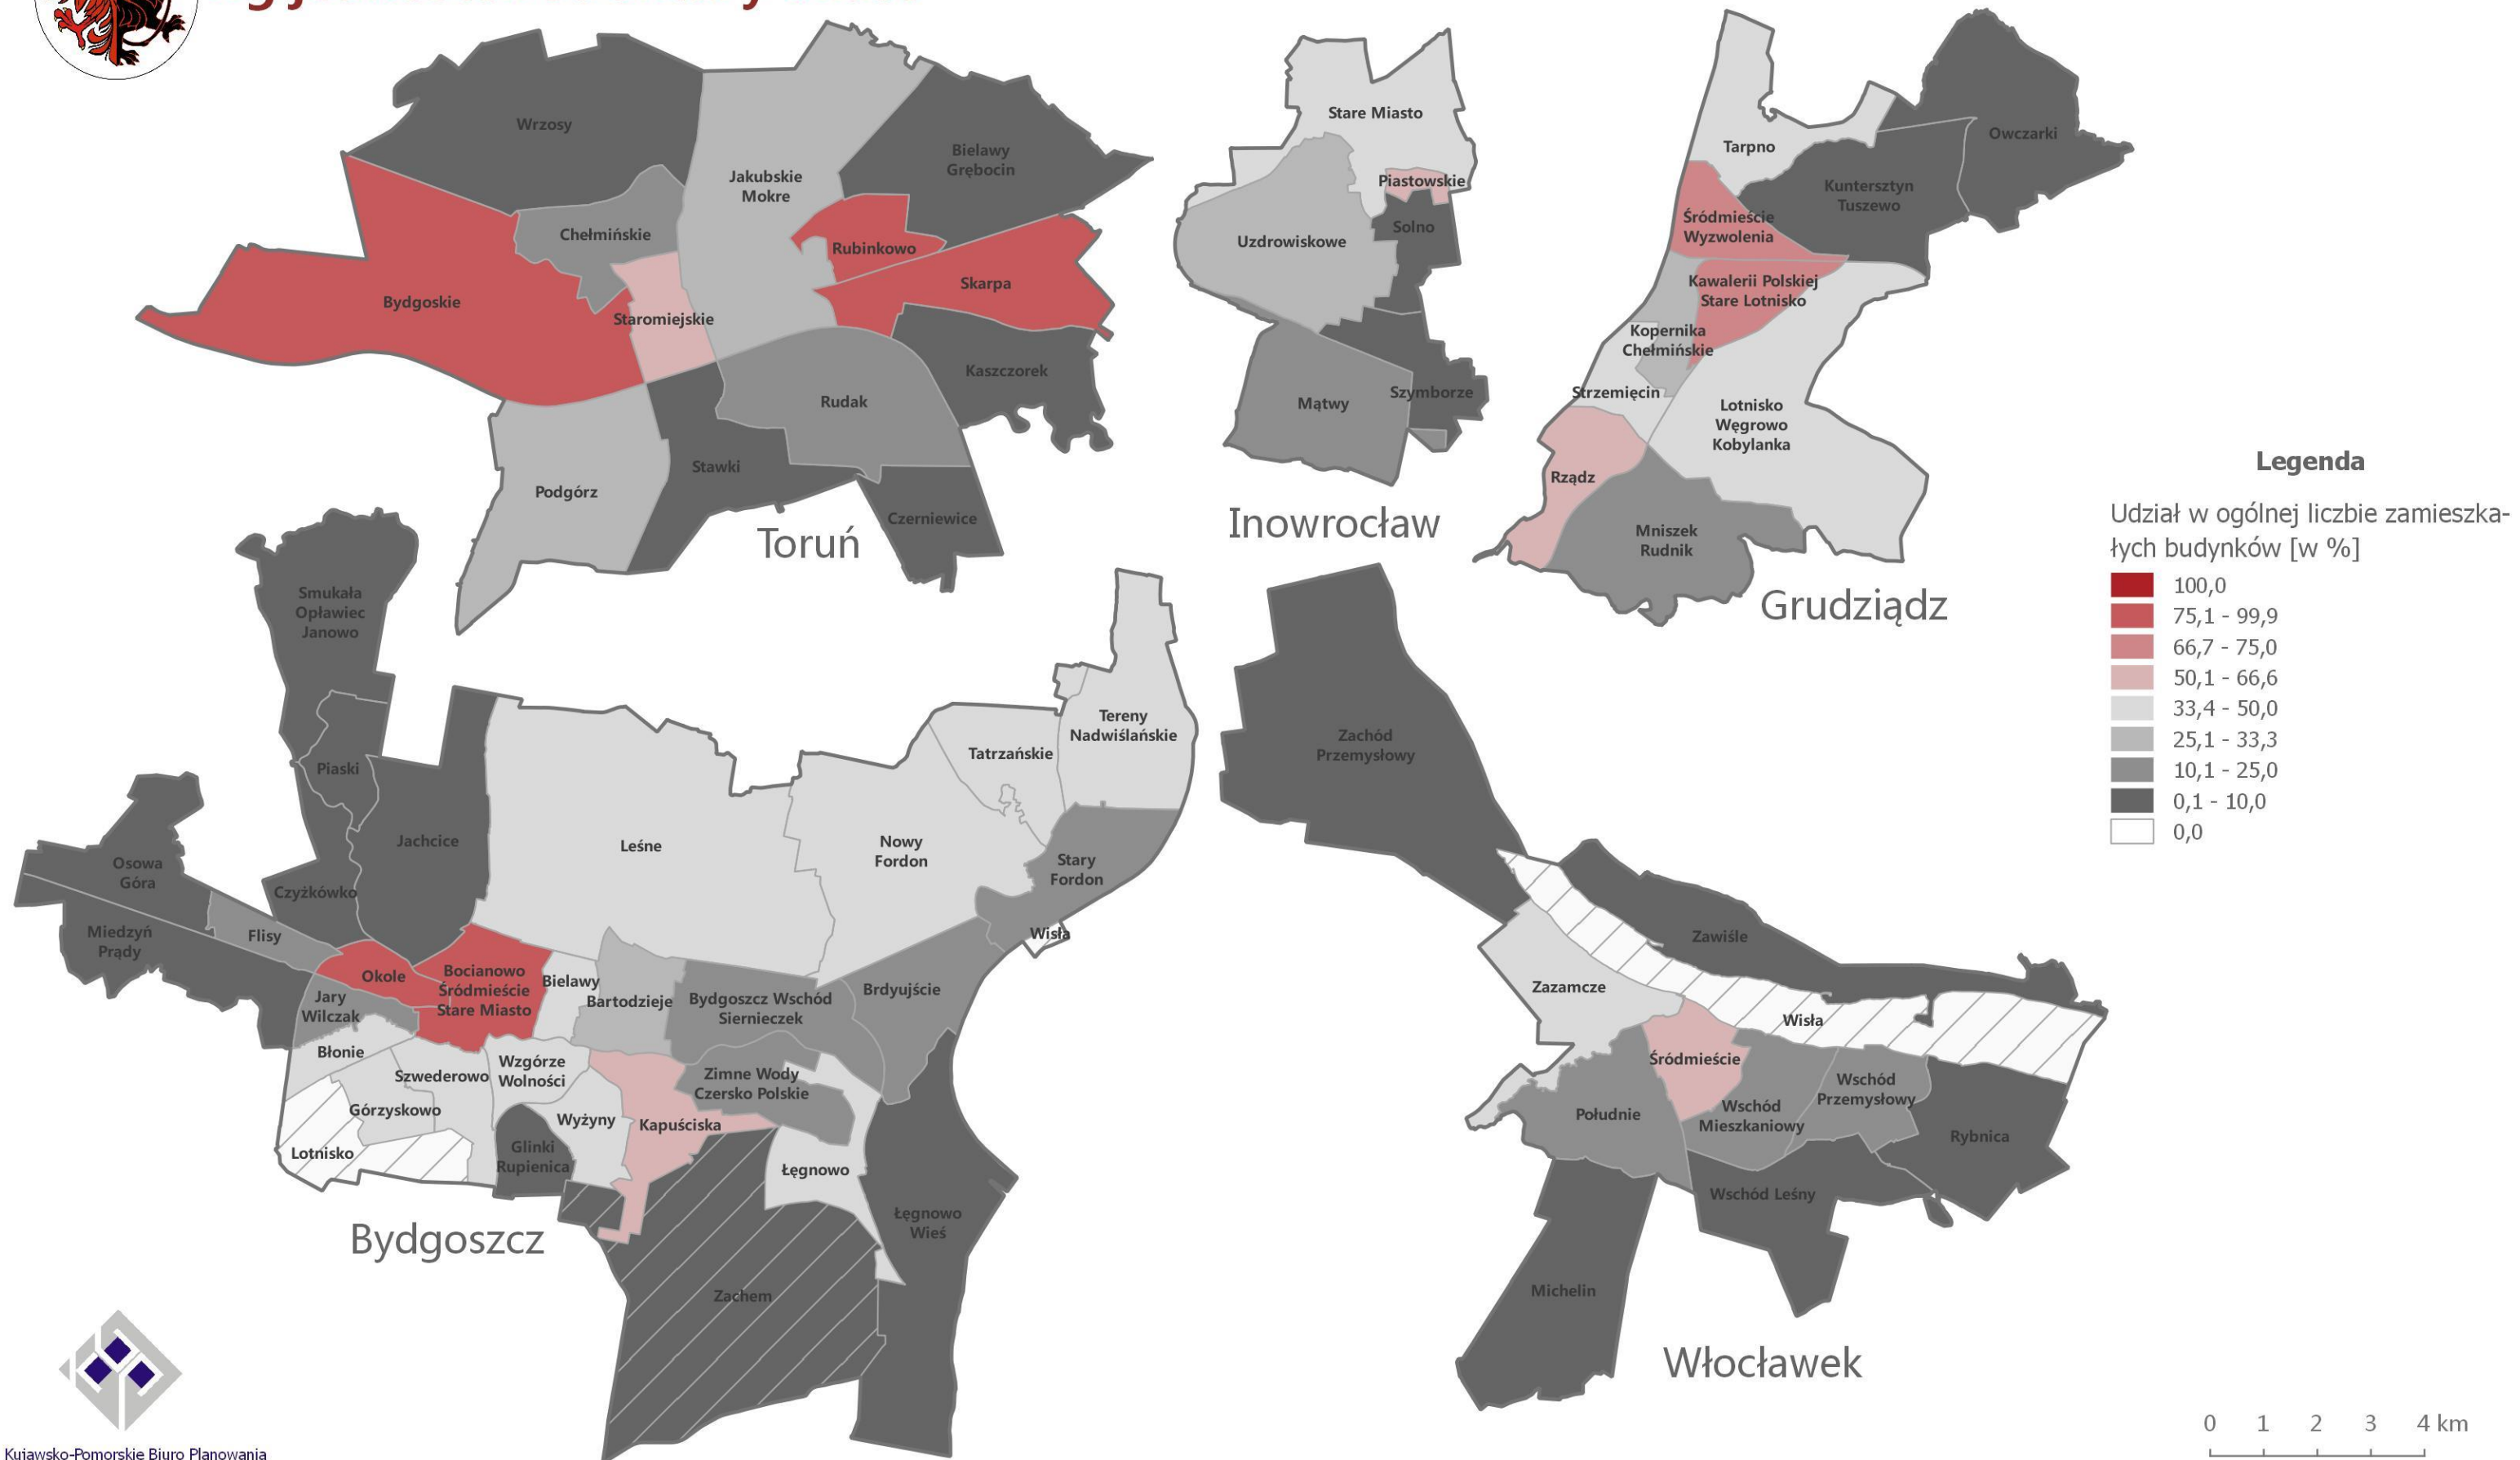 Wrzosy
Bielawy
Grębocin
Jakubskie
Mokre
Chełmińskie
Rubinkowo
Skarpa
Bydgoskie
Staromiejskie
Kaszczorek
Rudak
Stawki
Podgórz
Czerniewice
Toruń
Stare Miasto
Piastowskie
Solno
Uzdrowiskowe
Mątwy
Szymborze
Inowrocław
Tarpno
Owczarki
Kuntersztyn
Tuszewo
Śródmieście
Wyzwolenia
Kawalerii Polskiej
Stare Lotnisko
Kopernika
Chełmińskie
Strzemięcin
Lotnisko
Węgrowo
Kobylanka
Rządz
Mniszek
Rudnik
Grudziądz
Legenda
Udział w ogólnej liczbie zamieszka-
łych budynków [w %]
100,0
75,1 - 99,9
66,7 - 75,0
50,1 - 66,6
33,4 - 50,0
25,1 - 33,3
10,1 - 25,0
0,1 - 10,0
0,0
Smukała
Opławiec
Janowo
Piaski
Jachcice
Osowa
Góra
Czyżkówko
Miedzyń
Prądy
Flisy
Leśne
Nowy
Fordon
Tatrzańskie
Tereny
Nadwiślańskie
Stary
Fordon
Wisła
Okole
Bocianowo
Śródmieście
Stare Miasto
Bielawy
Bartodzieje
Bydgoszcz Wschód
Siernieczek
Brdyujście
Jary
Wilczak
Błonie
Szwederowo
Wzgórze
Wolności
Zimne Wody
Czersko Polskie
Górzyskowo
Wyżyny
Kapuściska
Lotnisko
Glinki
Rupienica
Łęgnowo
Łęgnowo
Wieś
Zachem
Bydgoszcz
Zachód
Przemysłowy
Zawiśle
Zazamcze
Wisła
Śródmieście
Południe
Wschód
Mieszkaniowy
Wschód
Przemysłowy
Rybnica
Wschód Leśny
Michelin
Włocławek
Kujawsko-Pomorskie Biuro Planowania
0 1 2 3 4 km